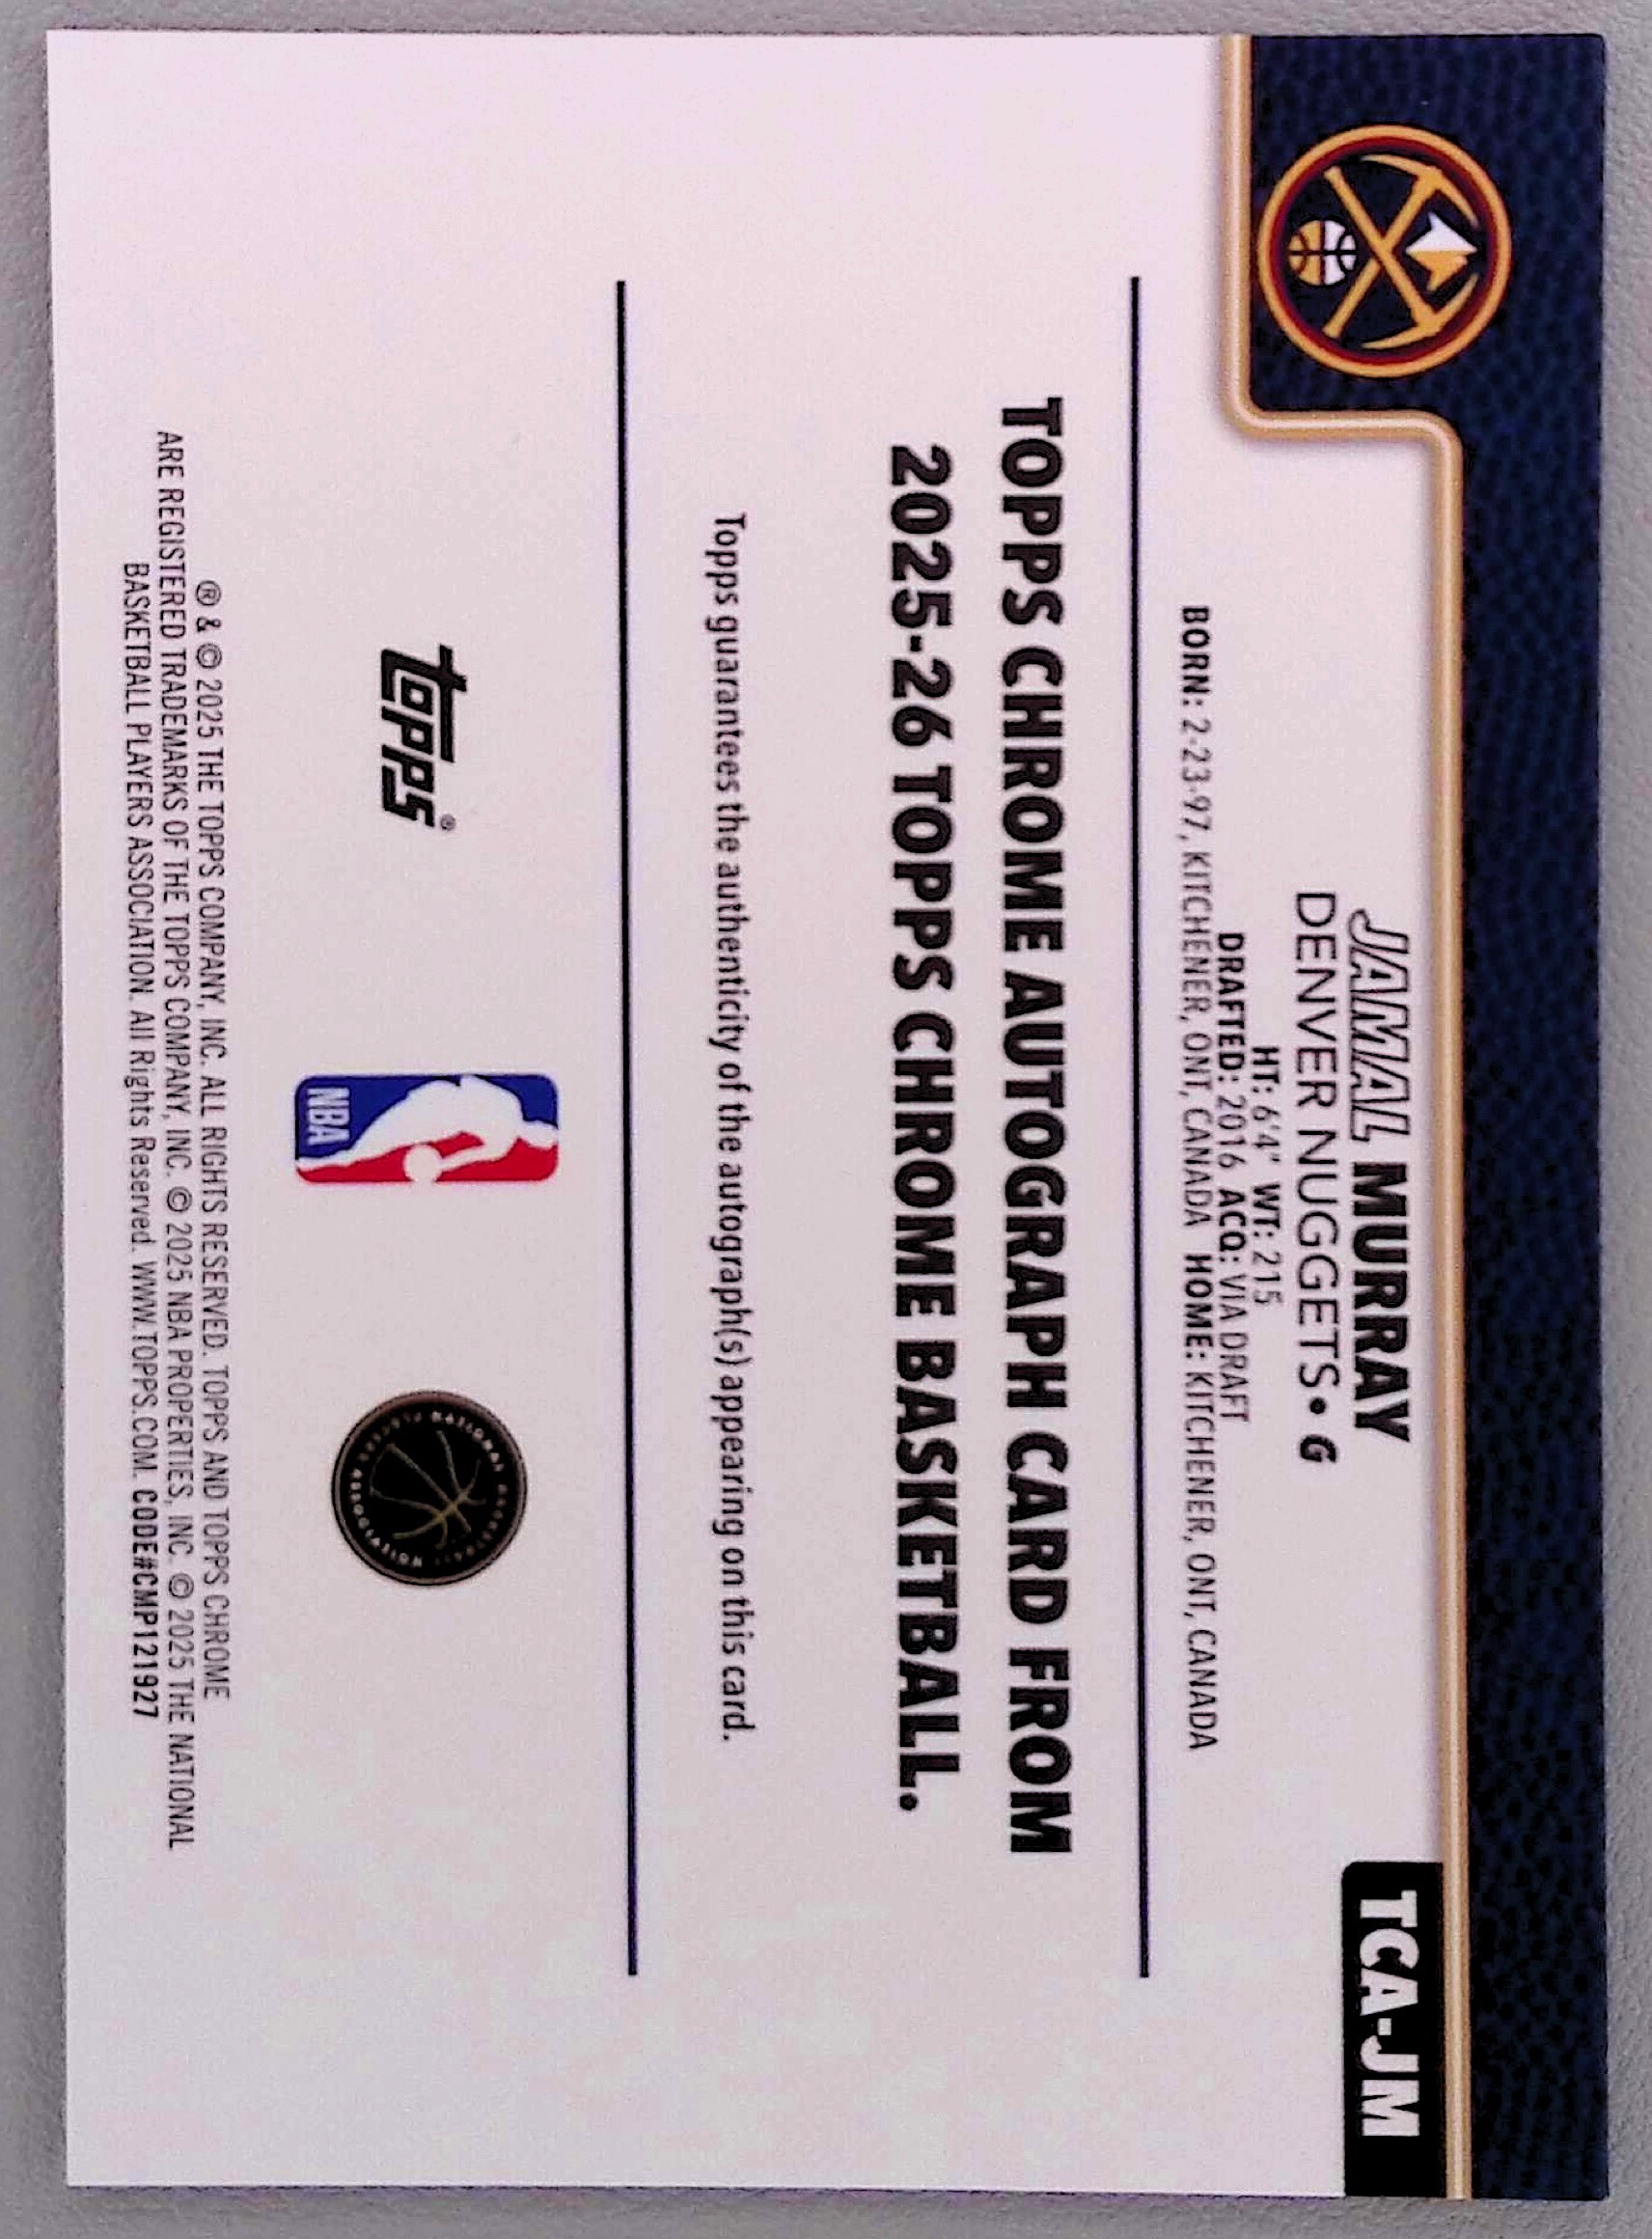 JAMAL MURRAY
DENVER NUGGETS • G
HT: 6'4" WT: 215
DRAFTED: 2016 ACQ: VIA DRAFT
BORN: 2-23-97, KITCHENER, ONT, CANADA HOME: KITCHENER, ONT, CANADA
TCA-JM
TOPPS CHROME AUTOGRAPH CARD FROM
2025-26 TOPPS CHROME BASKETBALL.
Topps guarantees the authenticity of the autograph(s) appearing on this card.
topps®
NBA
NATIONAL BASKETBALL PLAYERS ASSOCIATION
® & © 2025 THE TOPPS COMPANY, INC. ALL RIGHTS RESERVED. TOPPS AND TOPPS CHROME
ARE REGISTERED TRADEMARKS OF THE TOPPS COMPANY, INC. © 2025 NBA PROPERTIES, INC. © 2025 THE NATIONAL
BASKETBALL PLAYERS ASSOCIATION. All Rights Reserved. WWW.TOPPS.COM. CODE#CMP121927